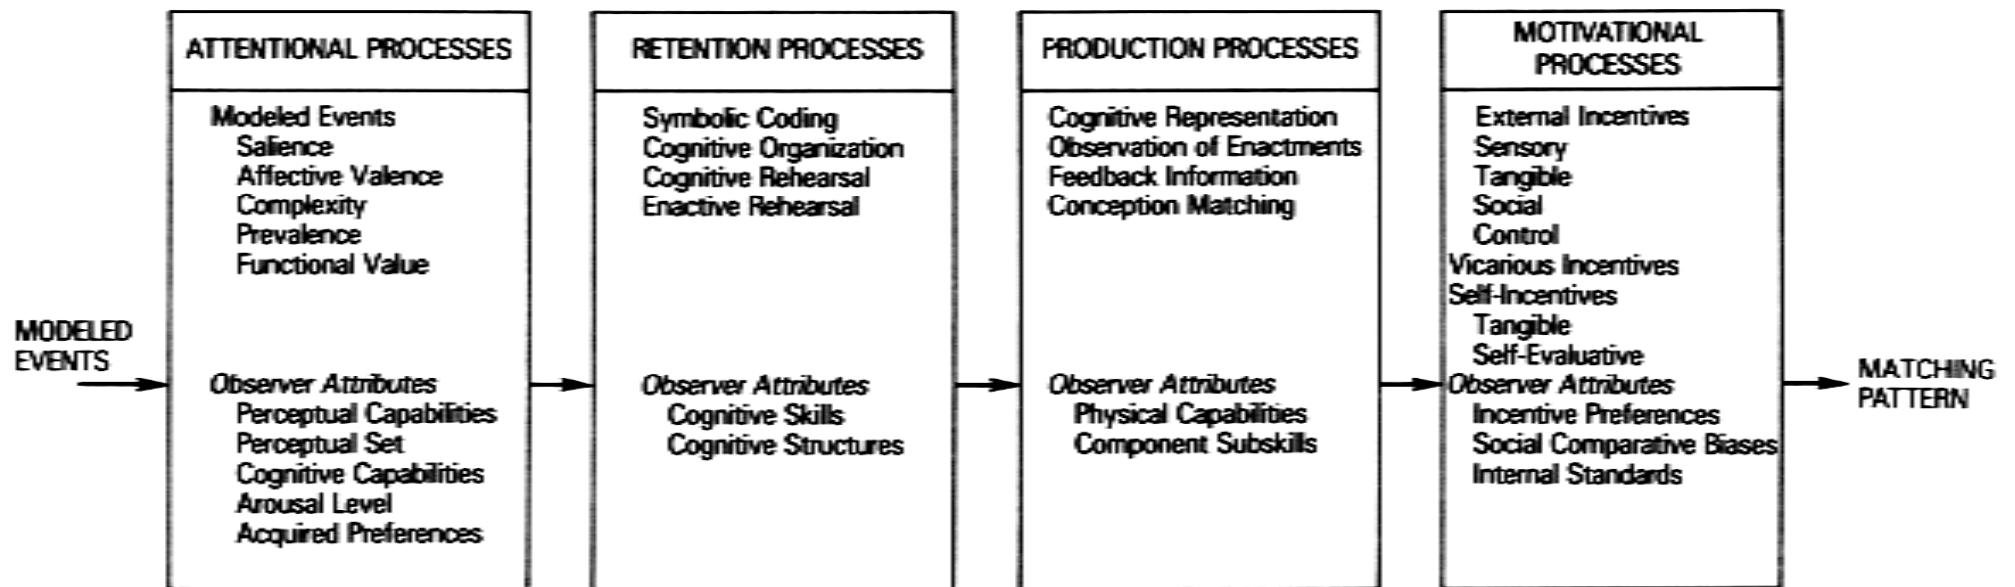 MODELED
EVENTS
ATTENTIONAL PROCESSES
Modeled Events
Salience
Affective Valence
Complexity
Prevalence
Functional Value
Observer Attributes
Perceptual Capabilities
Perceptual Set
Cognitive Capabilities
Arousal Level
Acquired Preferences
RETENTION PROCESSES
Symbolic Coding
Cognitive Organization
Cognitive Rehearsal
Enactive Rehearsal
Observer Attributes
Cognitive Skills
Cognitive Structures
PRODUCTION PROCESSES
Cognitive Representation
Observation of Enactments
Feedback Information
Conception Matching
Observer Attributes
Physical Capabilities
Component Subskills
MOTIVATIONAL
PROCESSES
External Incentives
Sensory
Tangible
Social
Control
Vicarious Incentives
Self-Incentives
Tangible
Self-Evaluative
Observer Attributes
Incentive Preferences
Social Comparative Biases
Internal Standards
MATCHING
PATTERN